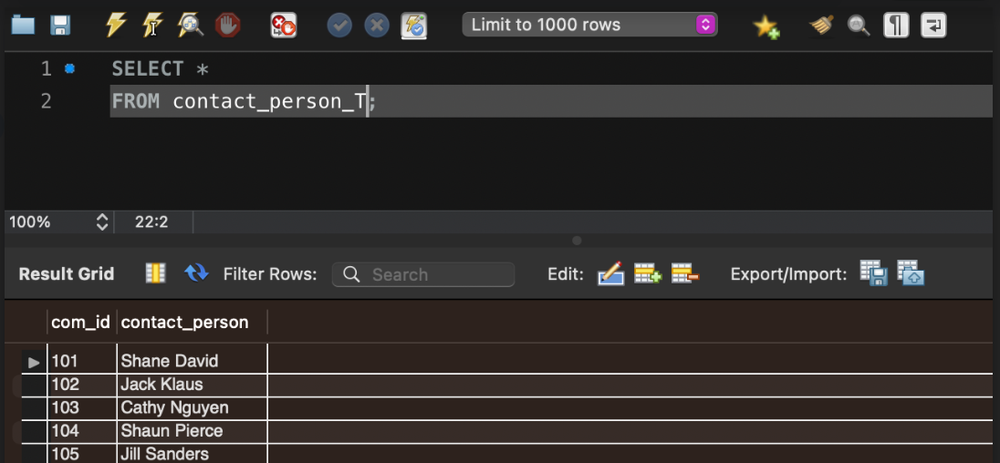 Limit to 1000 rows
1 SELECT *
2 FROM contact_person_T;
100% 22:2
Result Grid Filter Rows: Search Edit: Export/Import:
com_id contact_person
101 Shane David
102 Jack Klaus
103 Cathy Nguyen
104 Shaun Pierce
105 Jill Sanders